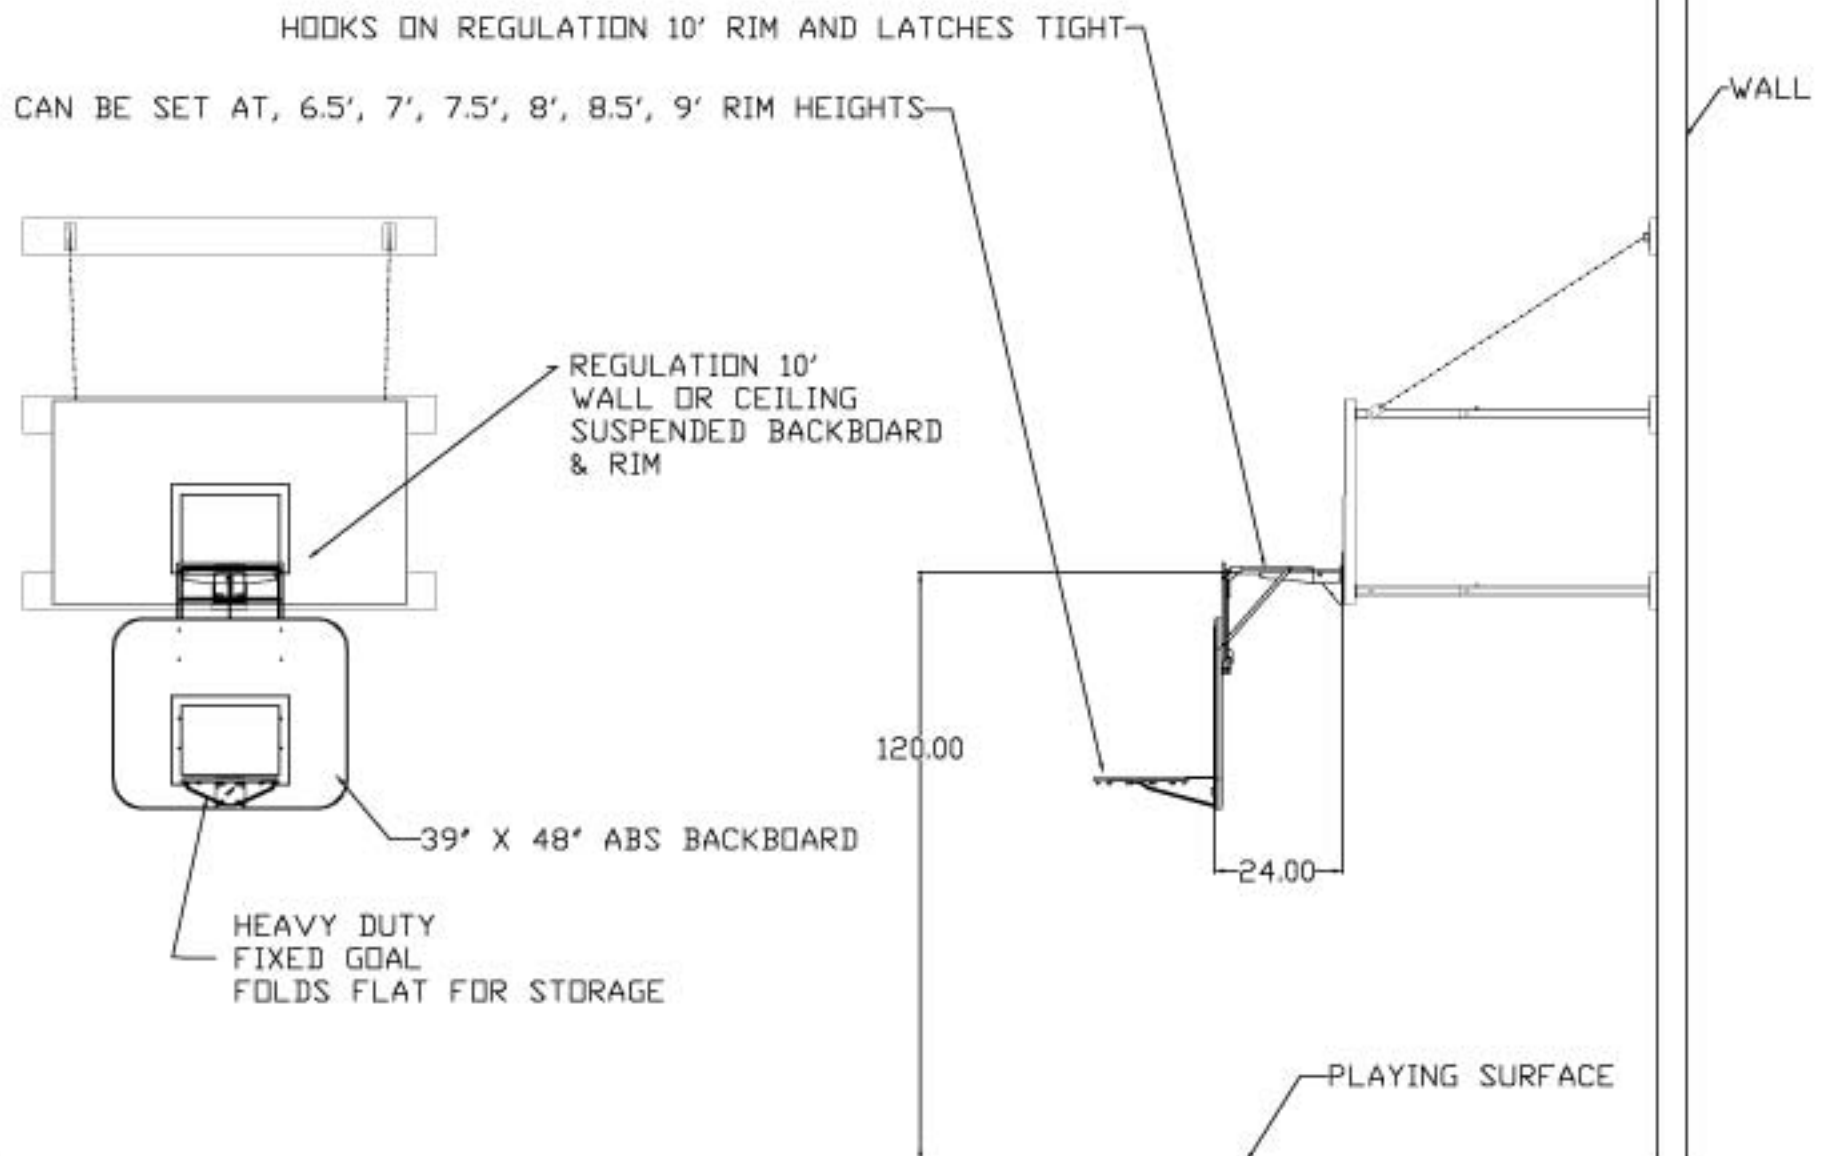 HOOKS ON REGULATION 10' RIM AND LATCHES TIGHT
CAN BE SET AT, 6.5', 7', 7.5', 8', 8.5', 9' RIM HEIGHTS
WALL
REGULATION 10'
WALL OR CEILING
SUSPENDED BACKBOARD
& RIM
120.00
39" X 48" ABS BACKBOARD
24.00
HEAVY DUTY
FIXED GOAL
FOLDS FLAT FOR STORAGE
PLAYING SURFACE